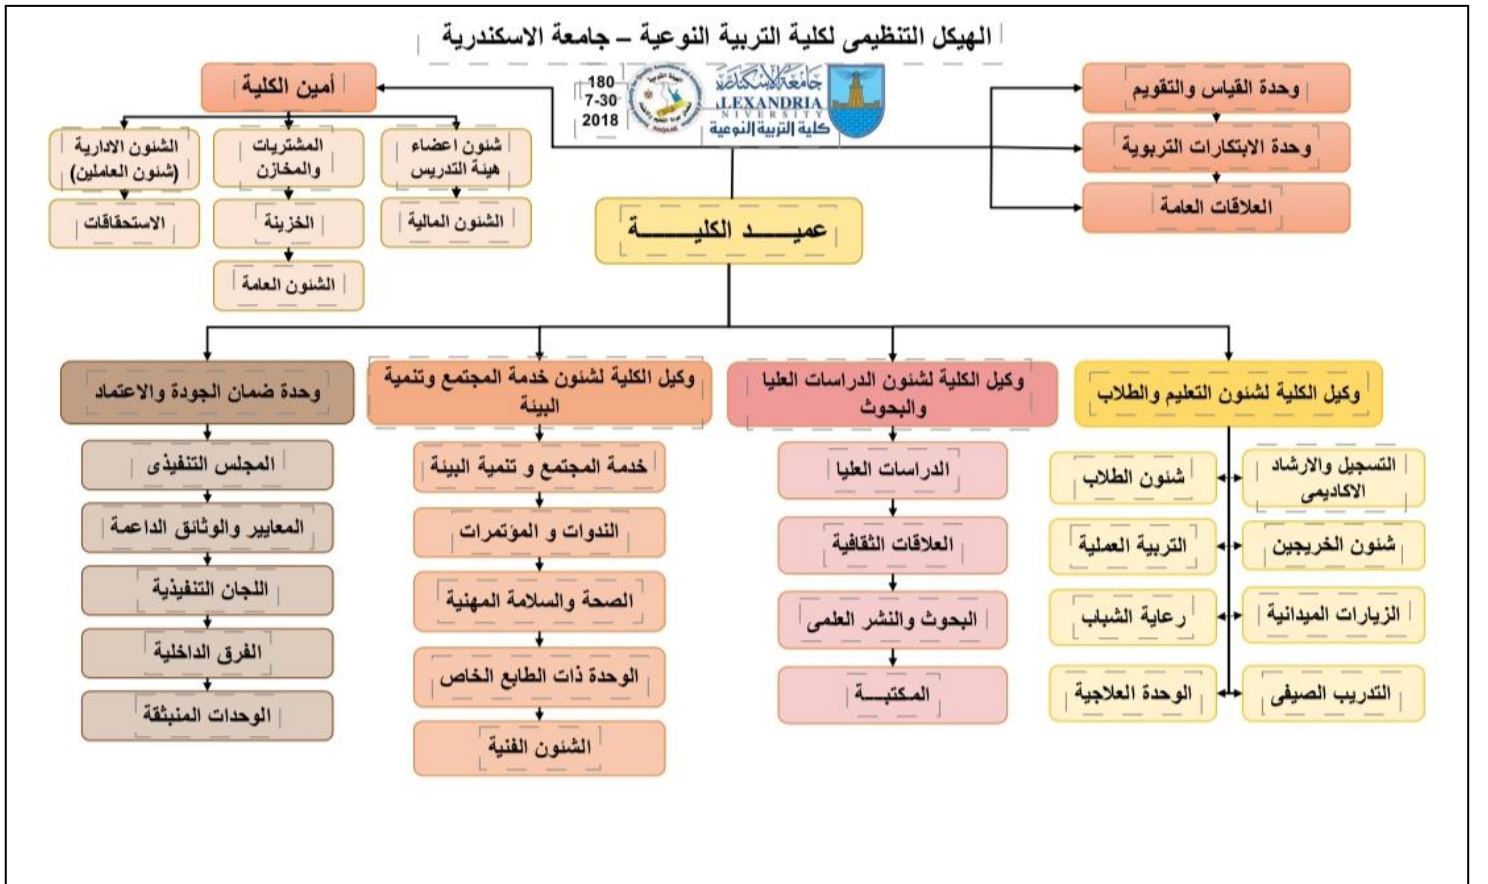 الهيكل التنظيمى لكلية التربية النوعية – جامعة الاسكندرية
180
7-30
2018
جامعة الإسكندرية
ALEXANDRIA
UNIVERSITY
كلية التربية النوعية
أمين الكلية
شئون اعضاء
هيئة التدريس
الشئون المالية
المشتريات
والمخازن
الخزينة
الشئون العامة
الشئون الادارية
(شئون العاملين)
الاستحقاقات
وحدة القياس والتقويم
وحدة الابتكارات التربوية
العلاقات العامة
عميـــــد الكليـــــــة
وكيل الكلية لشئون التعليم والطلاب
التسجيل والارشاد
الاكاديمى
شئون الطلاب
شئون الخريجين
التربية العملية
الزيارات الميدانية
رعاية الشباب
التدريب الصيفى
الوحدة العلاجية
وكيل الكلية لشئون الدراسات العليا
والبحوث
الدراسات العليا
العلاقات الثقافية
البحوث والنشر العلمى
المكتبـــة
وكيل الكلية لشئون خدمة المجتمع وتنمية
البيئة
خدمة المجتمع و تنمية البيئة
الندوات و المؤتمرات
الصحة والسلامة المهنية
الوحدة ذات الطابع الخاص
الشئون الفنية
وحدة ضمان الجودة والاعتماد
المجلس التنفيذى
المعايير والوثائق الداعمة
اللجان التنفيذية
الفرق الداخلية
الوحدات المنبثقة